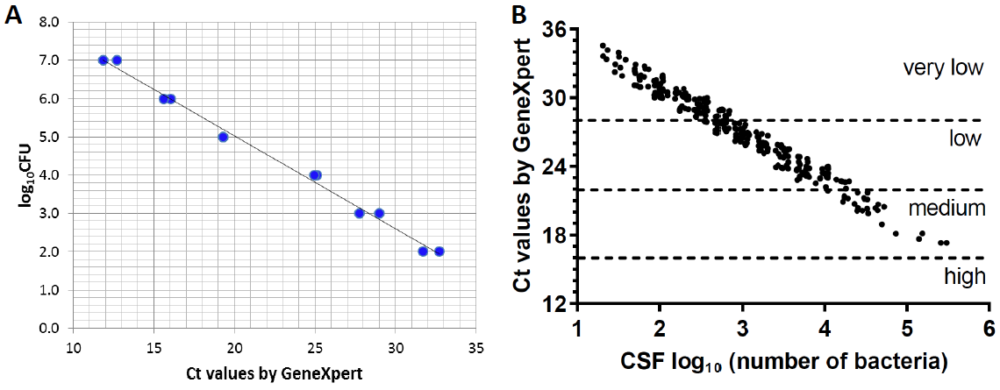 A
8.0
7.0
6.0
5.0
4.0
3.0
2.0
1.0
0.0
log₁₀CFU
10 15 20 25 30 35
Ct values by GeneXpert
B
36
30
24
18
12
Ct values by GeneXpert
very low
low
medium
high
1 2 3 4 5 6
CSF log₁₀ (number of bacteria)